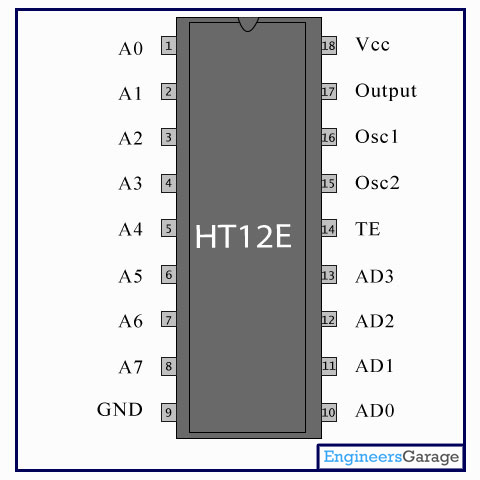 A0 1 18 Vcc
A1 2 17 Output
A2 3 16 Osc1
A3 4 15 Osc2
A4 5 14 TE
HT12E
A5 6 13 AD3
A6 7 12 AD2
A7 8 11 AD1
GND 9 10 AD0
EngineersGarage